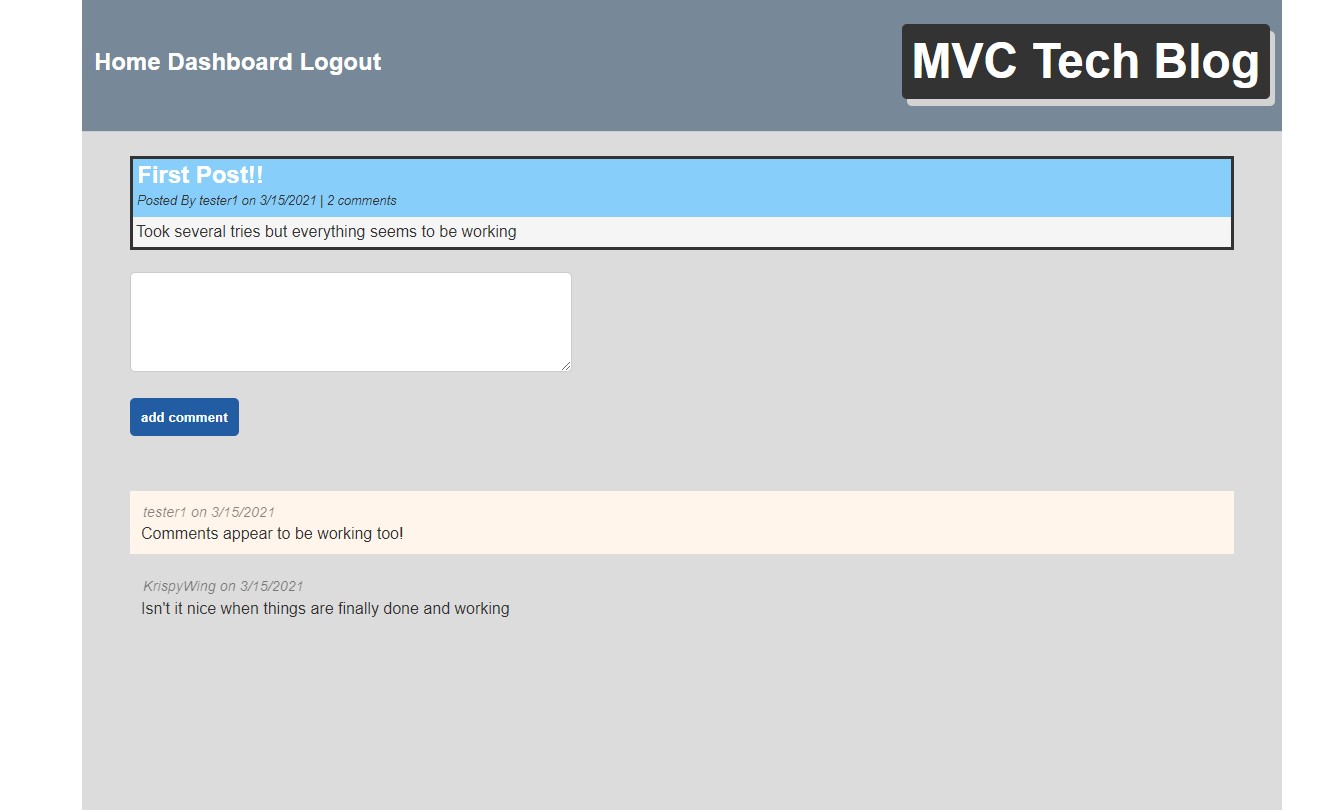 Home Dashboard Logout
MVC Tech Blog
First Post!!
Posted By tester1 on 3/15/2021 | 2 comments
Took several tries but everything seems to be working
add comment
tester1 on 3/15/2021
Comments appear to be working too!
KrispyWing on 3/15/2021
Isn't it nice when things are finally done and working